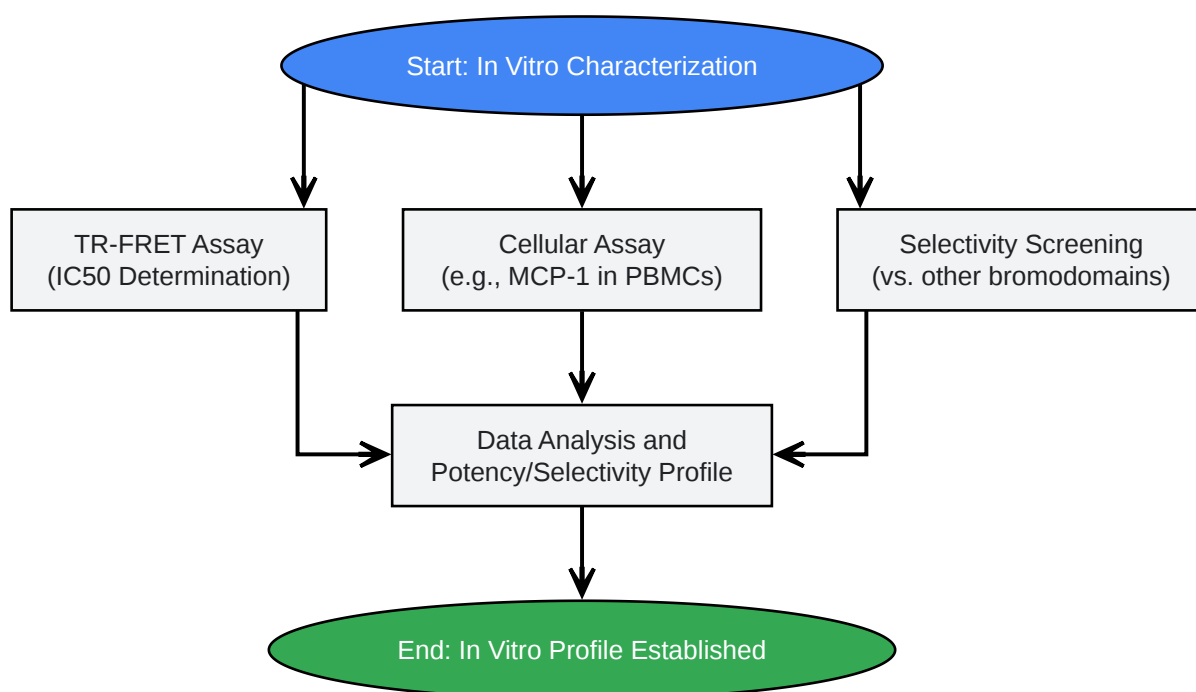 Start: In Vitro Characterization
TR-FRET Assay
(IC50 Determination)
Cellular Assay
(e.g., MCP-1 in PBMCs)
Selectivity Screening
(vs. other bromodomains)
Data Analysis and
Potency/Selectivity Profile
End: In Vitro Profile Established